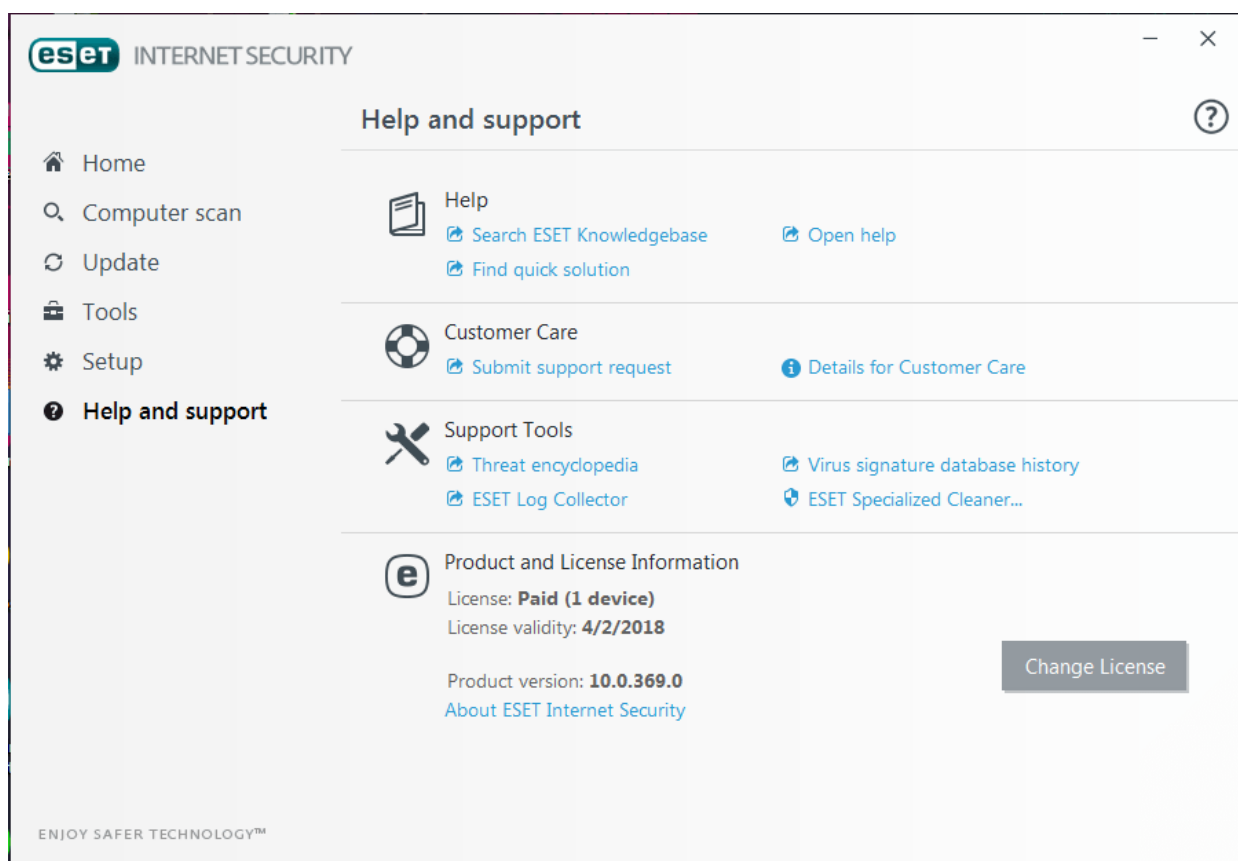 eset INTERNET SECURITY
Help and support
Home
Computer scan
Update
Tools
Setup
Help and support
Help
Search ESET Knowledgebase
Open help
Find quick solution
Customer Care
Submit support request
Details for Customer Care
Support Tools
Threat encyclopedia
Virus signature database history
ESET Log Collector
ESET Specialized Cleaner...
e
Product and License Information
License: Paid (1 device)
License validity: 4/2/2018
Change License
Product version: 10.0.369.0
About ESET Internet Security
ENJOY SAFER TECHNOLOGY™